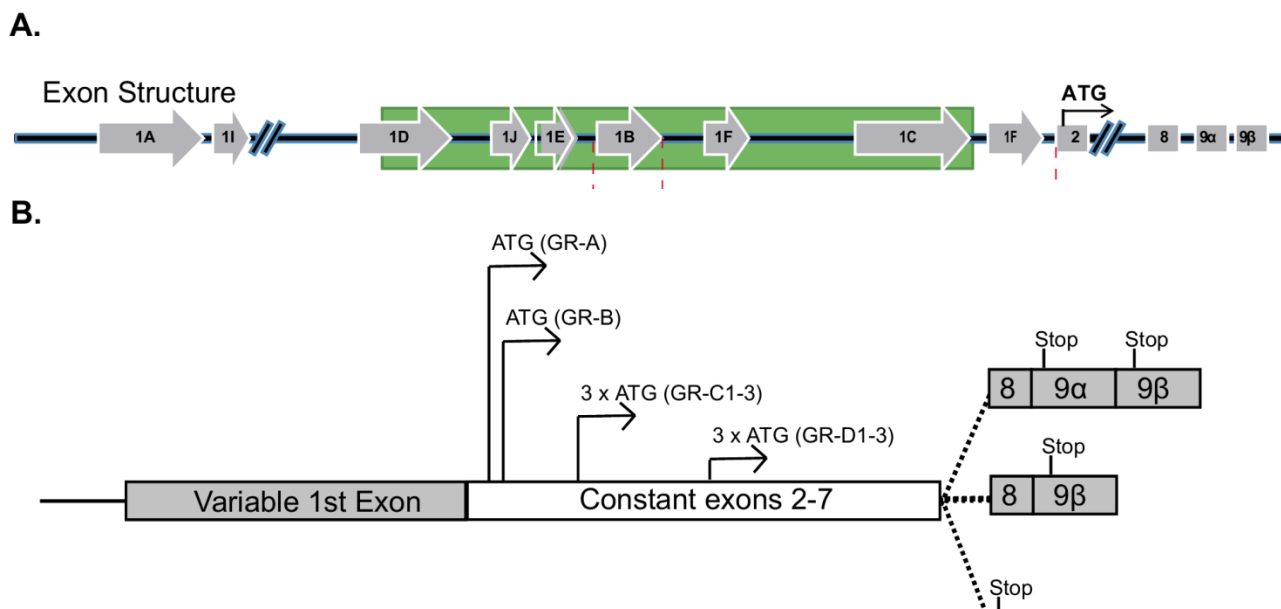 A.
Exon Structure
ATG
1A 1I 1D 1J 1E 1B 1F 1C 1F 2 8 9α 9β
B.
ATG (GR-A)
ATG (GR-B)
Stop Stop
8 9α 9β
3 x ATG (GR-C1-3)
3 x ATG (GR-D1-3)
Stop
Variable 1st Exon Constant exons 2-7 8 9β
Stop